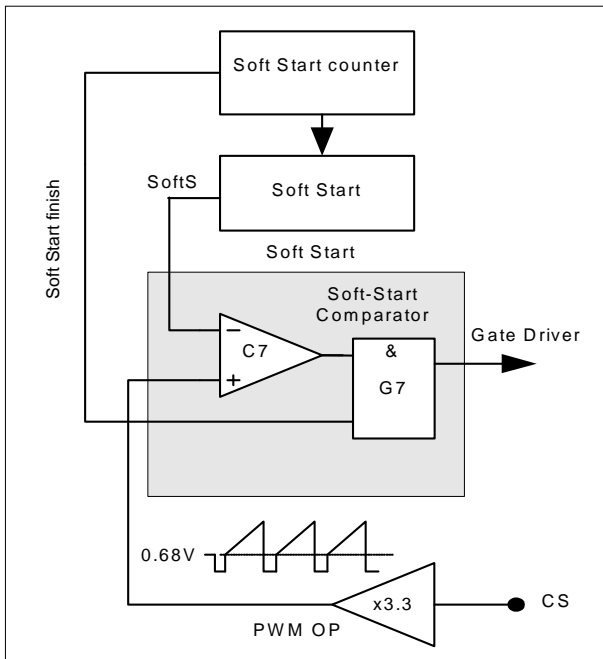 Soft Start counter
SoftS
Soft Start
Soft Start finish
Soft Start
Soft-Start
Comparator
Gate Driver
−
C7
+
&
G7
0.68V
x3.3
CS
PWM OP